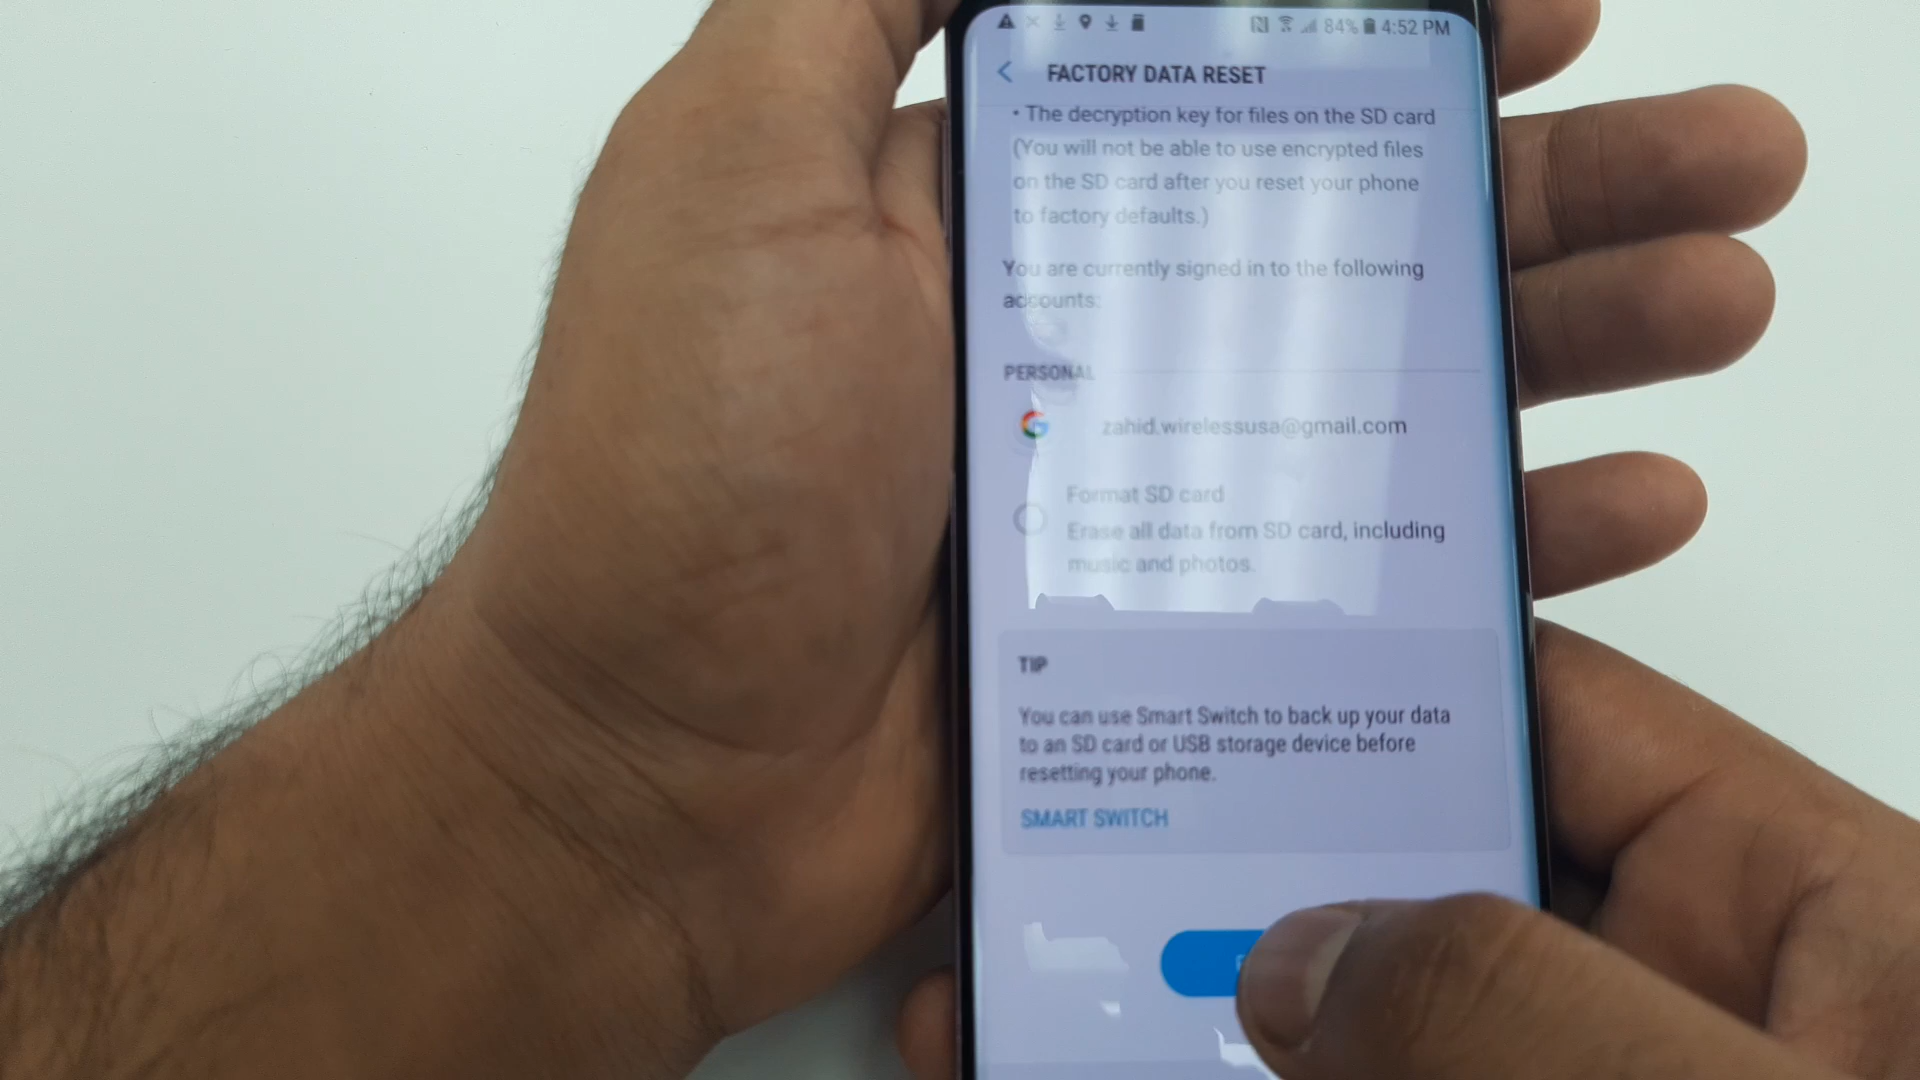 84% 4:52 PM
FACTORY DATA RESET
• The decryption key for files on the SD card
(You will not be able to use encrypted files
on the SD card after you reset your phone
to factory defaults.)
You are currently signed in to the following
accounts:
PERSONAL
zahid.wirelessusa@gmail.com
Format SD card
Erase all data from SD card, including
music and photos.
TIP
You can use Smart Switch to back up your data
to an SD card or USB storage device before
resetting your phone.
SMART SWITCH